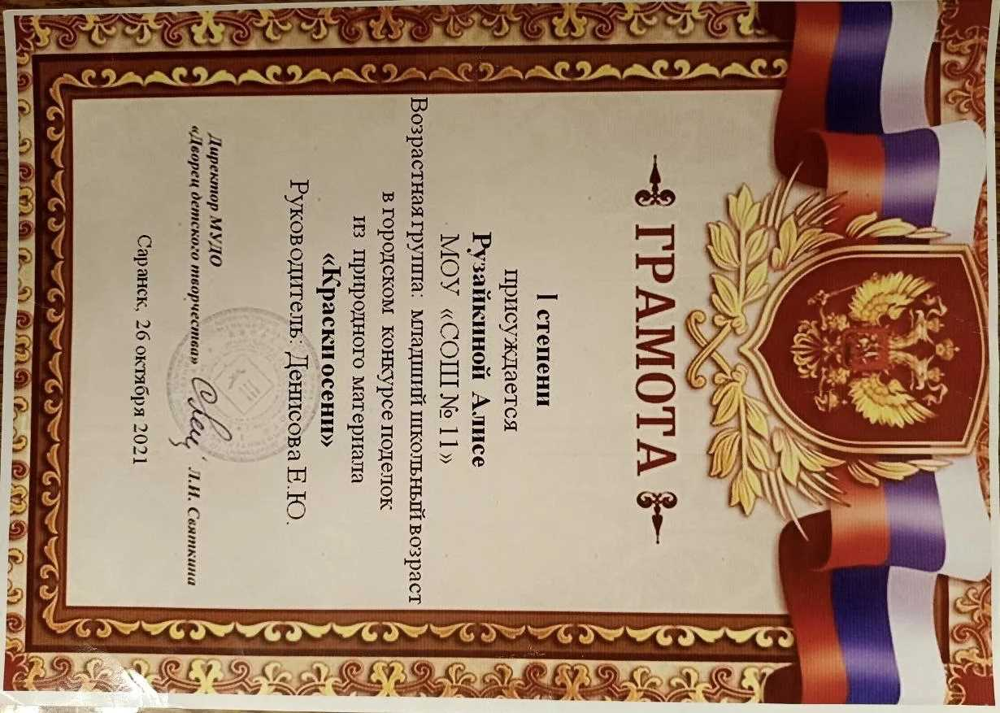 ГРАМОТА
I степени
присуждается
Рузайкиной Алисе
МОУ «СОШ № 11»
Возрастная группа: младший школьный возраст
в городском конкурсе поделок
из природного материала
«Краски осени»
Руководитель: Денисова Е.Ю.
Директор МУДО
«Дворец детского творчества» Л.Н. Святкина
Саранск, 26 октября 2021